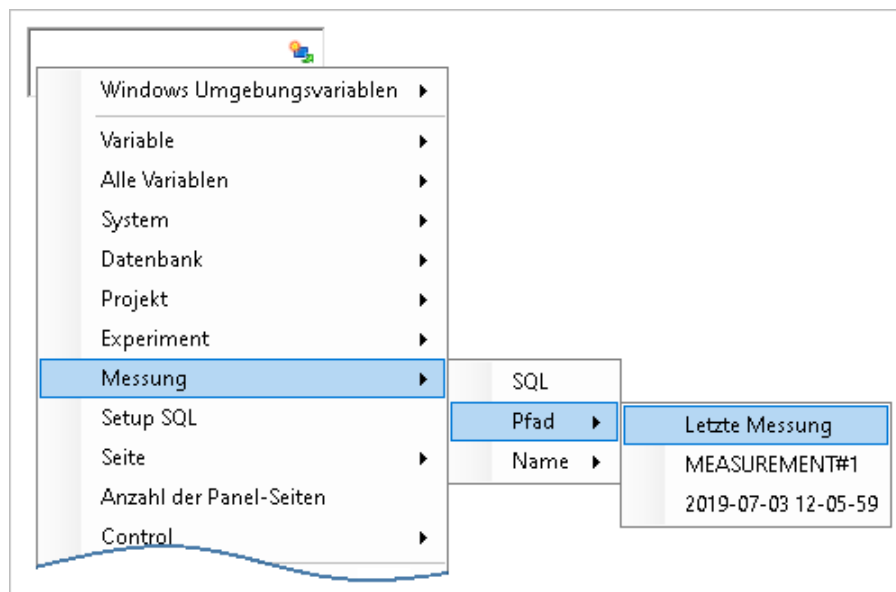 Windows Umgebungsvariablen
Variable
Alle Variablen
System
Datenbank
Projekt
Experiment
Messung
Setup SQL
Seite
Anzahl der Panel-Seiten
Control
SQL
Pfad
Name
Letzte Messung
MEASUREMENT#1
2019-07-03 12-05-59